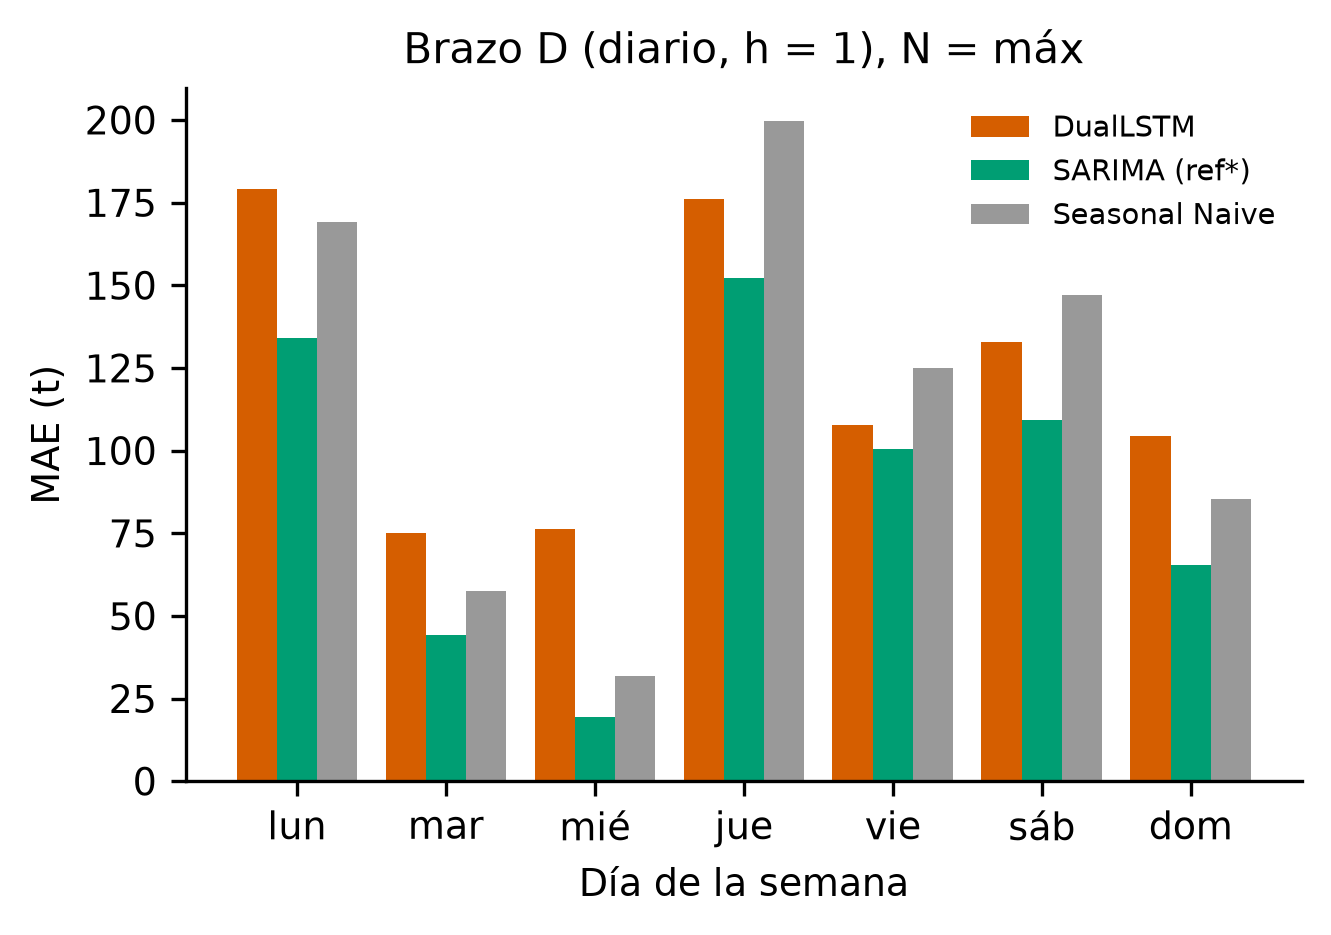 Brazo D (diario, h = 1), N = máx
DualLSTM
SARIMA (ref*)
Seasonal Naive
MAE (t)
200
175
150
125
100
75
50
25
0
lun mar mié jue vie sáb dom
Día de la semana